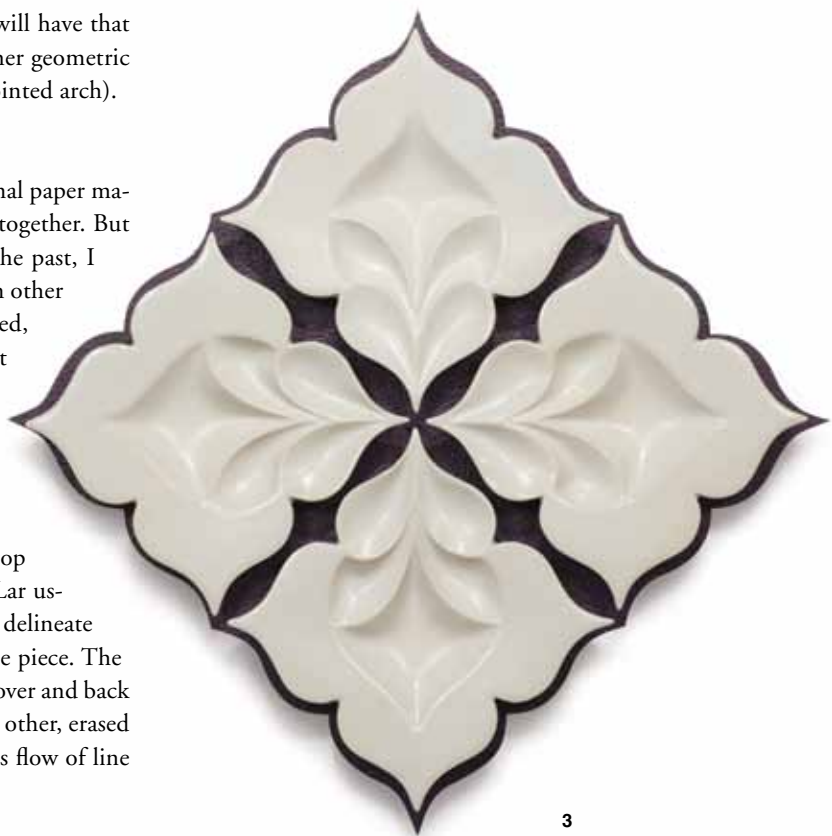 will have that
ner geometric
inted arch).
nal paper ma-
together. But
he past, I
n other
ed,
t
op
Lar us-
delineate
e piece. The
over and back
other, erased
s flow of line
3